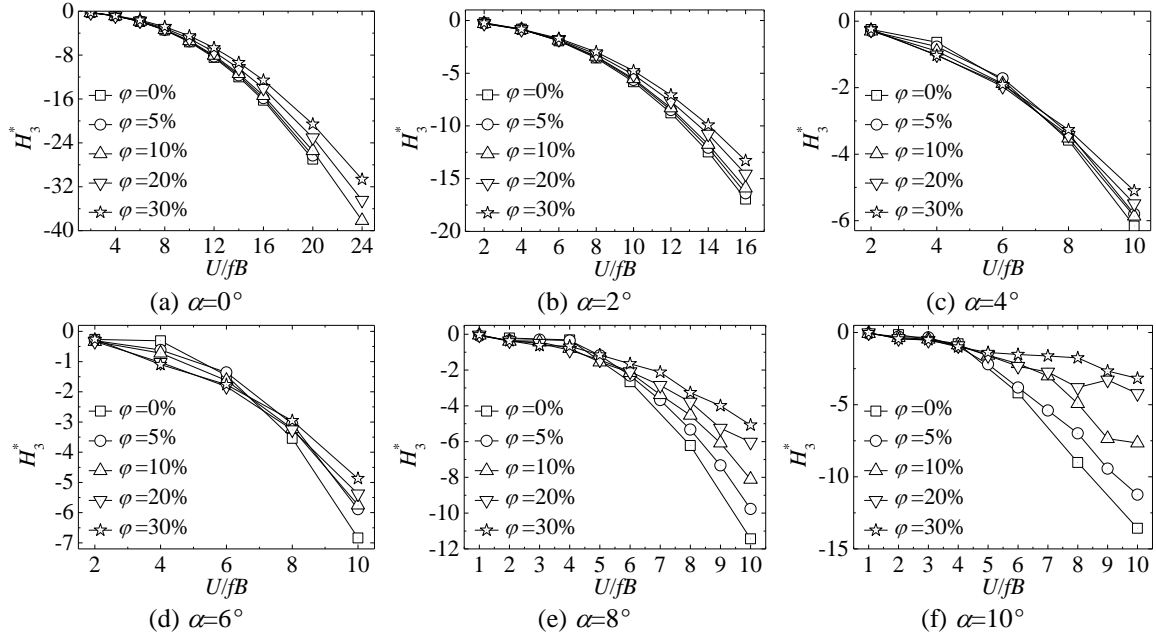 0
-8
-16
-24
-32
-40
H*3
φ=0%
φ=5%
φ=10%
φ=20%
φ=30%
4 8 12 16 20 24
U/fB
(a) α=0°
0
-5
-10
-15
-20
H*3
φ=0%
φ=5%
φ=10%
φ=20%
φ=30%
2 4 6 8 10 12 14 16
U/fB
(b) α=2°
0
-2
-4
-6
H*3
φ=0%
φ=5%
φ=10%
φ=20%
φ=30%
2 4 6 8 10
U/fB
(c) α=4°
0
-1
-2
-3
-4
-5
-6
-7
H*3
φ=0%
φ=5%
φ=10%
φ=20%
φ=30%
2 4 6 8 10
U/fB
(d) α=6°
0
-2
-4
-6
-8
-10
-12
H*3
φ=0%
φ=5%
φ=10%
φ=20%
φ=30%
1 2 3 4 5 6 7 8 9 10
U/fB
(e) α=8°
0
-5
-10
-15
H*3
φ=0%
φ=5%
φ=10%
φ=20%
φ=30%
1 2 3 4 5 6 7 8 9 10
U/fB
(f) α=10°